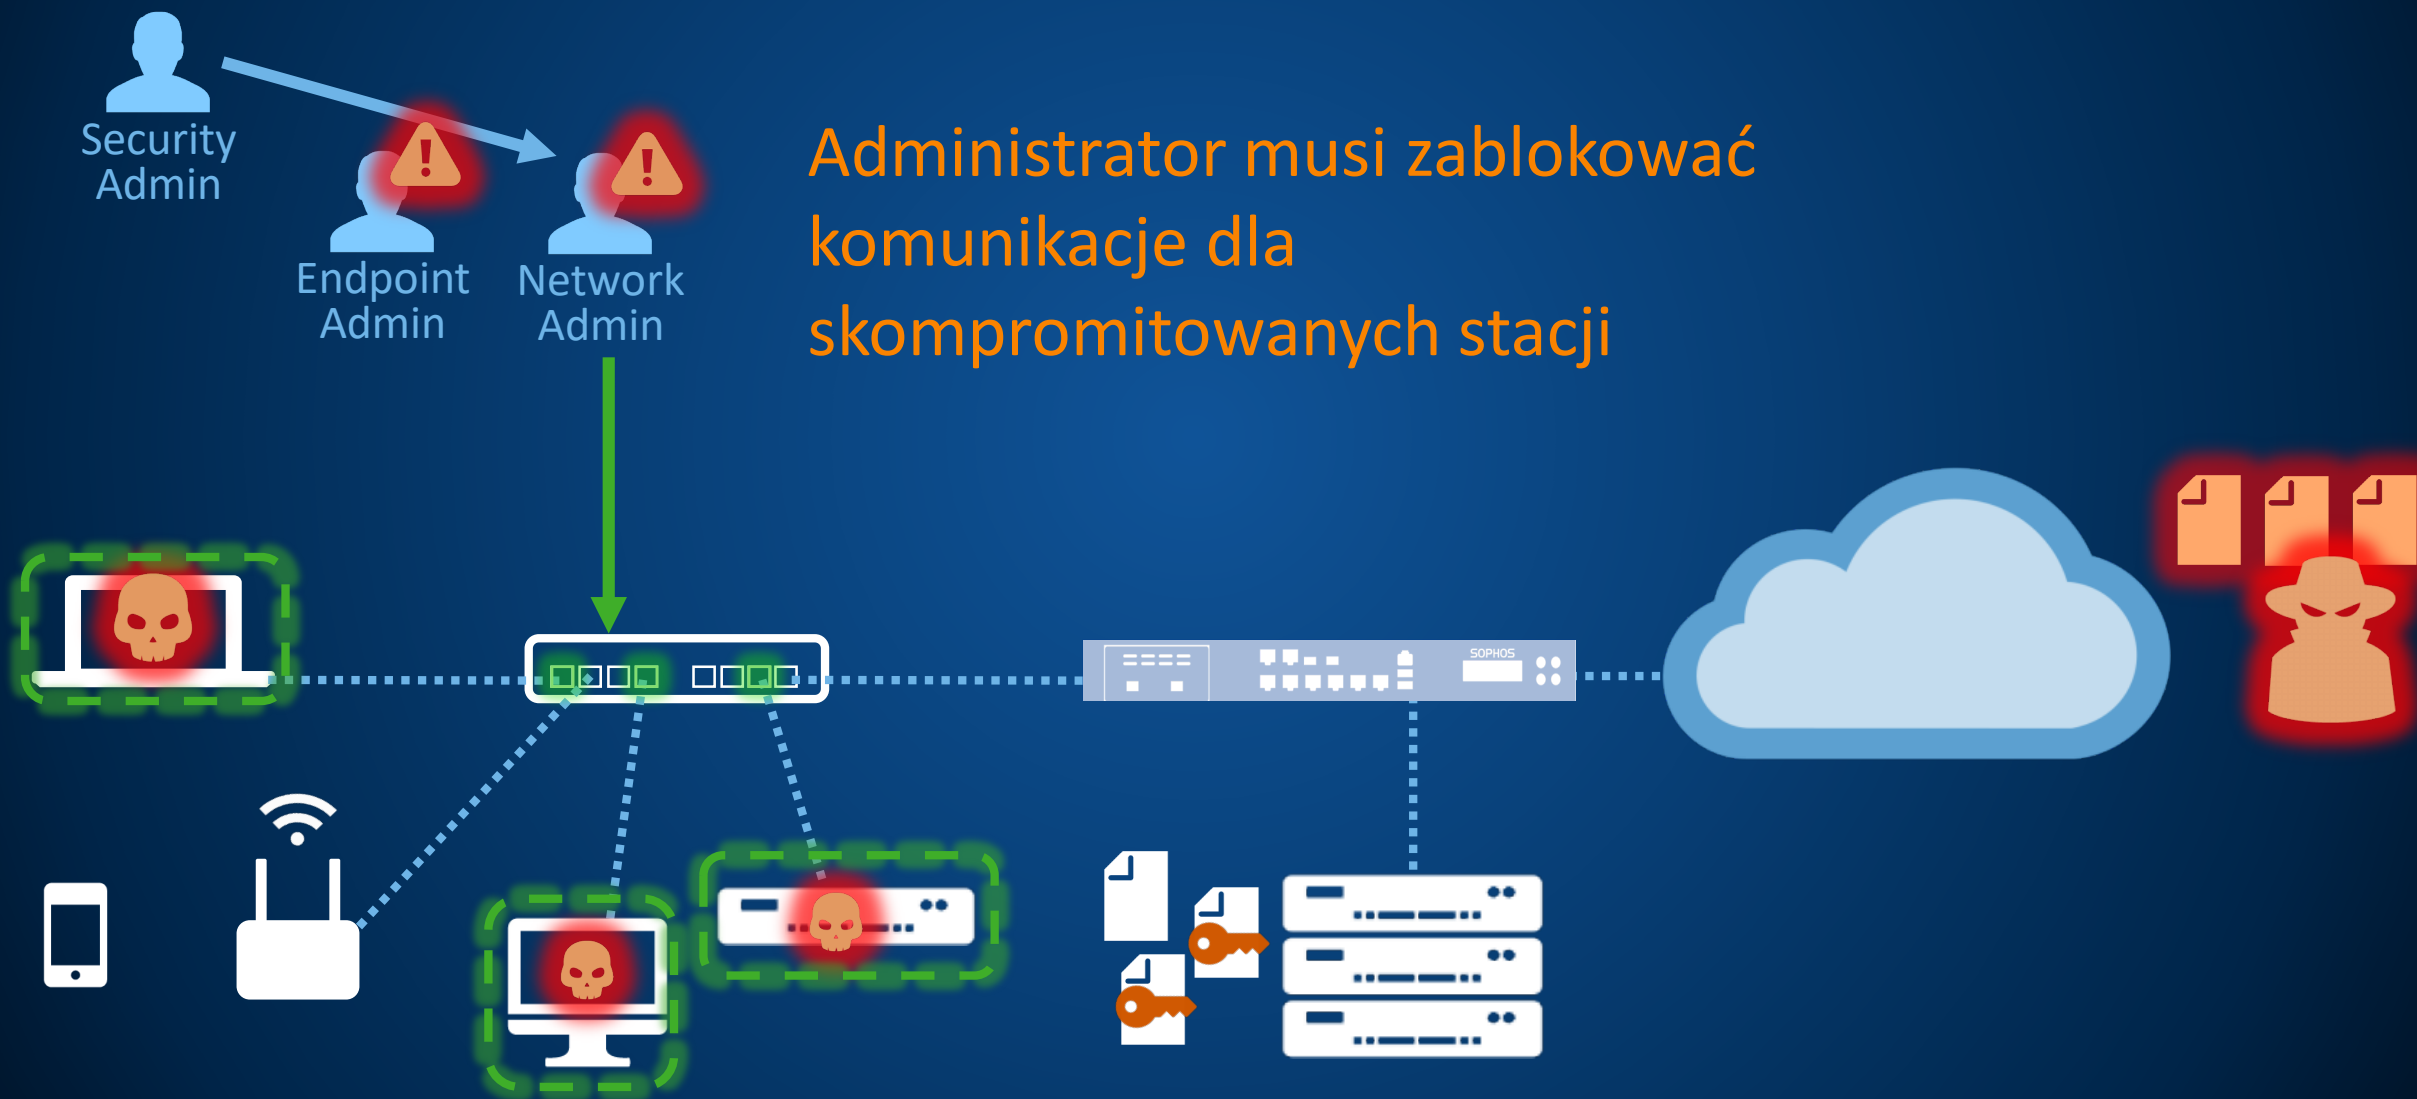 Security
Admin
Endpoint
Admin
Network
Admin
Administrator musi zablokować
komunikacje dla
skompromitowanych stacji
SOPHOS